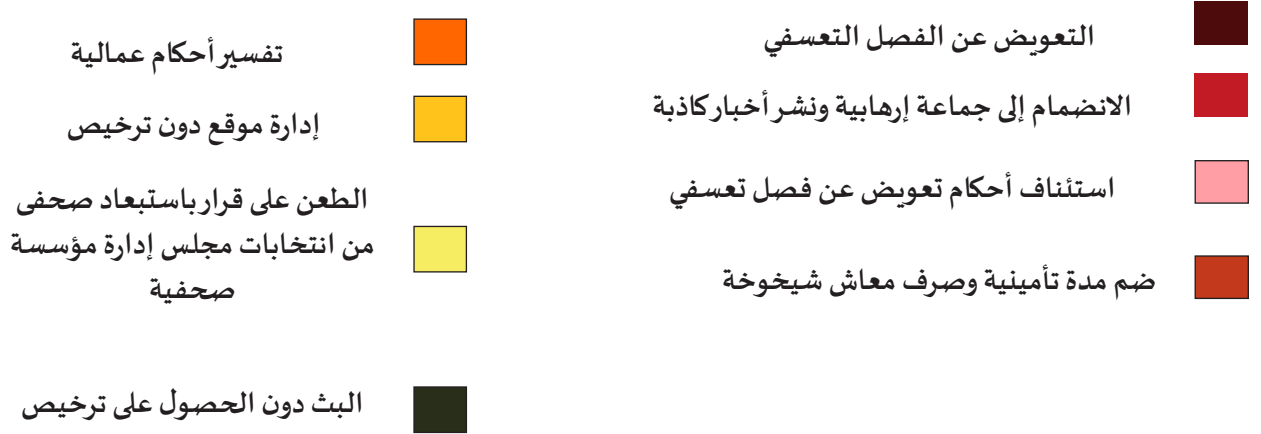 التعويض عن الفصل التعسفي
الانضمام إلى جماعة إرهابية ونشر أخبار كاذبة
استئناف أحكام تعويض عن فصل تعسفي
ضم مدة تأمينية وصرف معاش شيخوخة
تفسير أحكام عمالية
إدارة موقع دون ترخيص
الطعن على قرار باستبعاد صحفى
من انتخابات مجلس إدارة مؤسسة
صحفية
البث دون الحصول على ترخيص